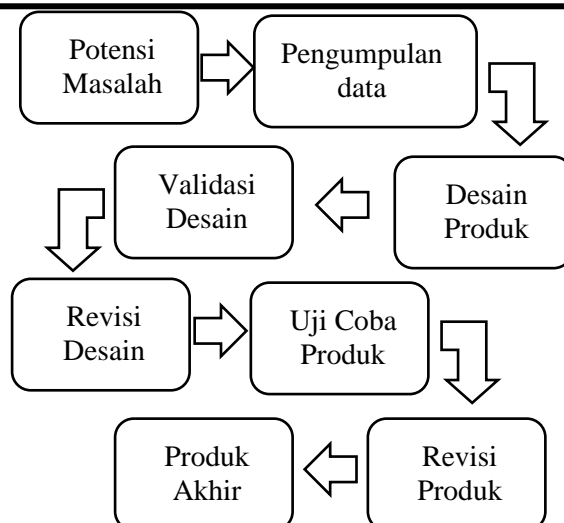 Potensi
Masalah
Pengumpulan
data
Desain
Produk
Validasi
Desain
Revisi
Desain
Uji Coba
Produk
Revisi
Produk
Produk
Akhir